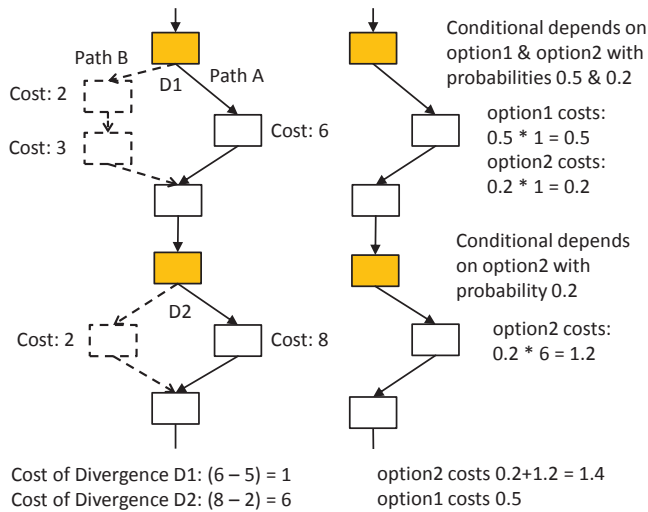 Path B
D1
Path A
Cost: 2
Cost: 3
Cost: 6
D2
Cost: 2
Cost: 8
Cost of Divergence D1: (6 – 5) = 1
Cost of Divergence D2: (8 – 2) = 6
Conditional depends on
option1 & option2 with
probabilities 0.5 & 0.2
option1 costs:
0.5 * 1 = 0.5
option2 costs:
0.2 * 1 = 0.2
Conditional depends
on option2 with
probability 0.2
option2 costs:
0.2 * 6 = 1.2
option2 costs 0.2+1.2 = 1.4
option1 costs 0.5